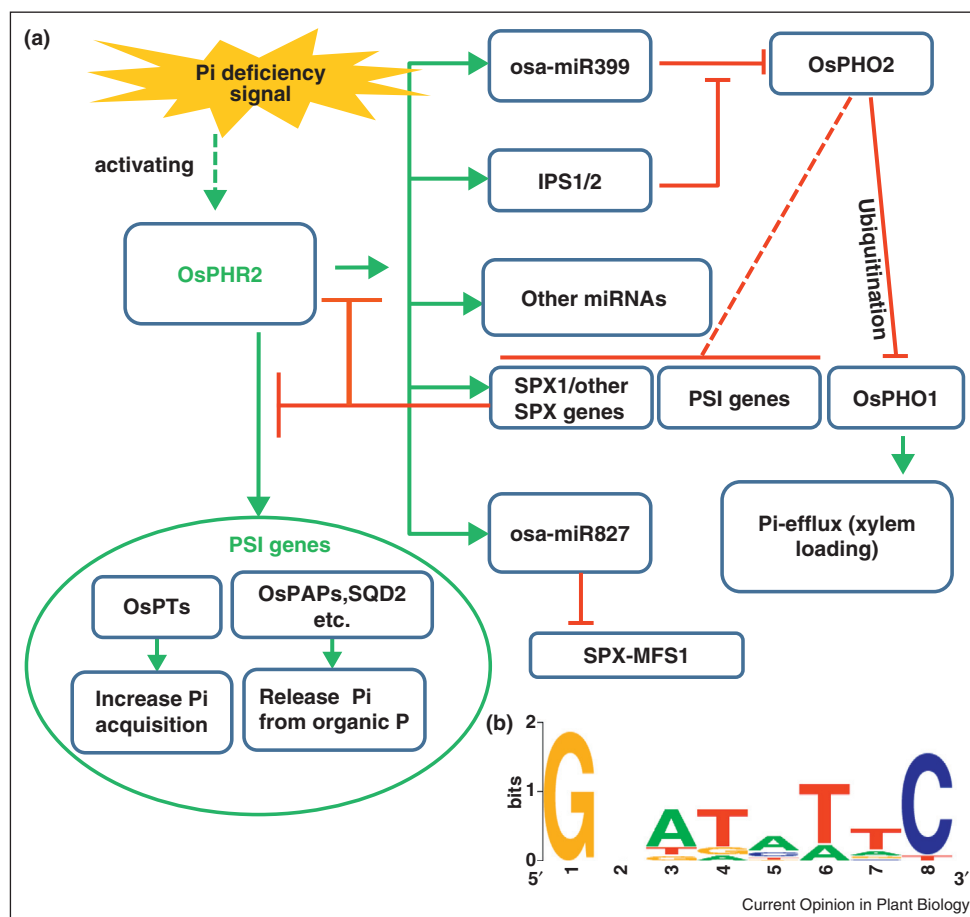 (a)
Pi deficiency
signal
activating
OsPHR2
osa-miR399
OsPHO2
IPS1/2
Other miRNAs
Ubiquitination
SPX1/other
SPX genes
PSI genes
OsPHO1
osa-miR827
Pi-efflux (xylem
loading)
SPX-MFS1
PSI genes
OsPTs
OsPAPs,SQD2
etc.
Increase Pi
acquisition
Release Pi
from organic P
(b)
2
1
0
bits
G
A T A T T C
T G C A A T
G A T C
5′ 1 2 3 4 5 6 7 8 3′
Current Opinion in Plant Biology